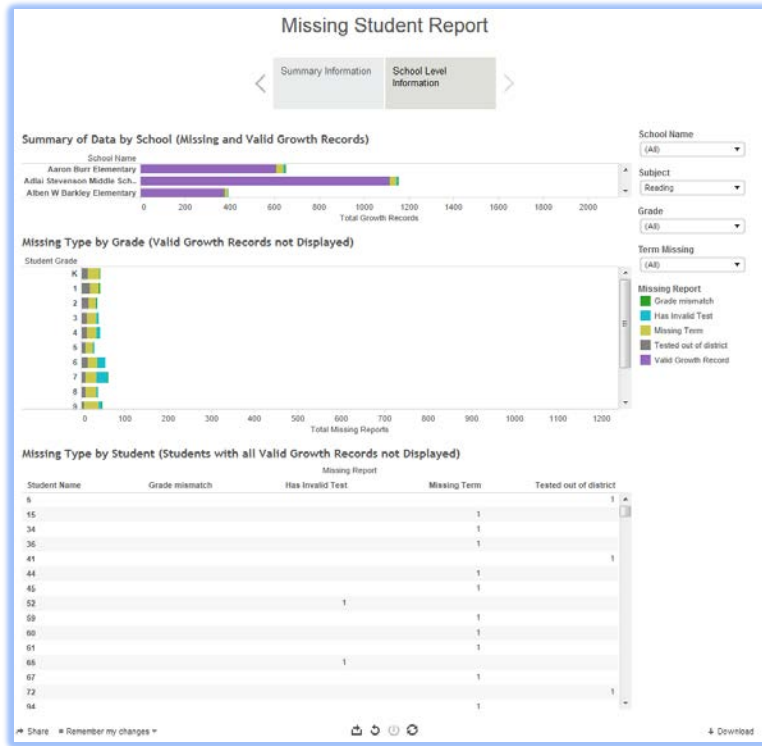 Missing Student Report
Summary Information
School Level Information
Summary of Data by School (Missing and Valid Growth Records)
School Name
Aaron Burr Elementary
Adlai Stevenson Middle Sch..
Alben W Barkley Elementary
0 200 400 600 800 1000 1200 1400 1600 1800 2000
Total Growth Records
School Name
(All)
Subject
Reading
Grade
(All)
Term Missing
(All)
Missing Report
Grade mismatch
Has Invalid Test
Missing Term
Tested out of district
Valid Growth Record
Missing Type by Grade (Valid Growth Records not Displayed)
Student Grade
K
1
2
3
4
5
6
7
8
9
0 100 200 300 400 500 600 700 800 900 1000 1100 1200
Total Missing Reports
Missing Type by Student (Students with all Valid Growth Records not Displayed)
Missing Report
Student Name Grade mismatch Has Invalid Test Missing Term Tested out of district
5 1
15 1
34 1
36 1
41 1
44 1
45 1
52 1
59 1
60 1
61 1
65 1
67 1
72 1
94 1
Share Remember my changes Download